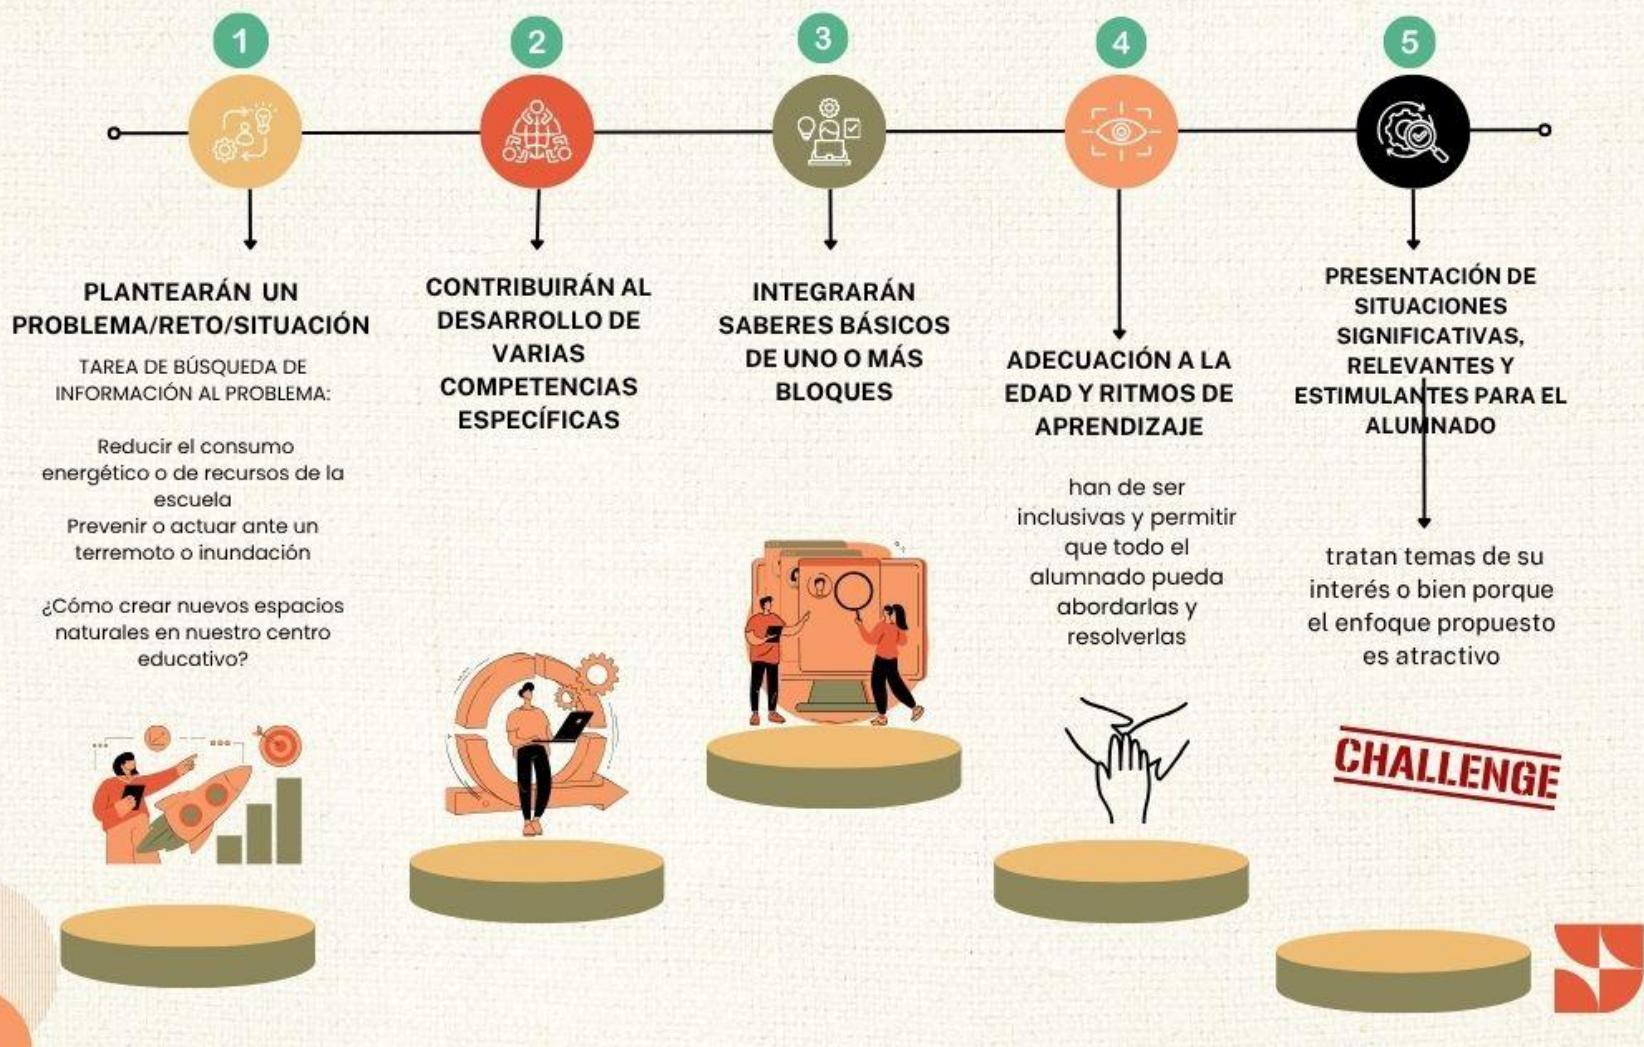 1
PLANTEARÁN UN
PROBLEMA/RETO/SITUACIÓN
TAREA DE BÚSQUEDA DE
INFORMACIÓN AL PROBLEMA:
Reducir el consumo
energético o de recursos de la
escuela
Prevenir o actuar ante un
terremoto o inundación
¿Cómo crear nuevos espacios
naturales en nuestro centro
educativo?
2
CONTRIBUIRÁN AL
DESARROLLO DE
VARIAS
COMPETENCIAS
ESPECÍFICAS
3
INTEGRARÁN
SABERES BÁSICOS
DE UNO O MÁS
BLOQUES
4
ADECUACIÓN A LA
EDAD Y RITMOS DE
APRENDIZAJE
han de ser
inclusivas y permitir
que todo el
alumnado pueda
abordarlas y
resolverlas
5
PRESENTACIÓN DE
SITUACIONES
SIGNIFICATIVAS,
RELEVANTES Y
ESTIMULANTES PARA EL
ALUMNADO
tratan temas de su
interés o bien porque
el enfoque propuesto
es atractivo
CHALLENGE